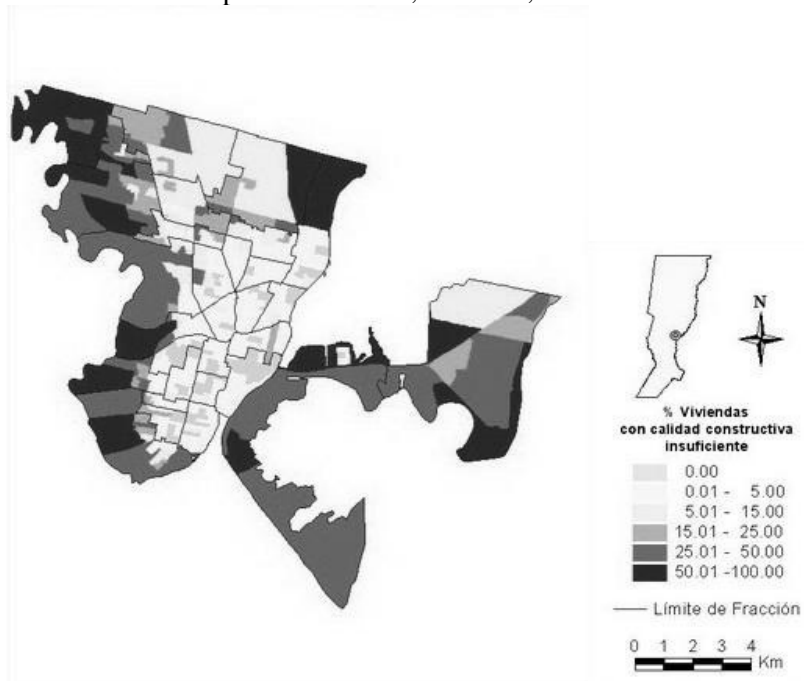 N
% Viviendas
con calidad constructiva
insuficiente
0.00
0.01 - 5.00
5.01 - 15.00
15.01 - 25.00
25.01 - 50.00
50.01 -100.00
Límite de Fracción
0 1 2 3 4
Km